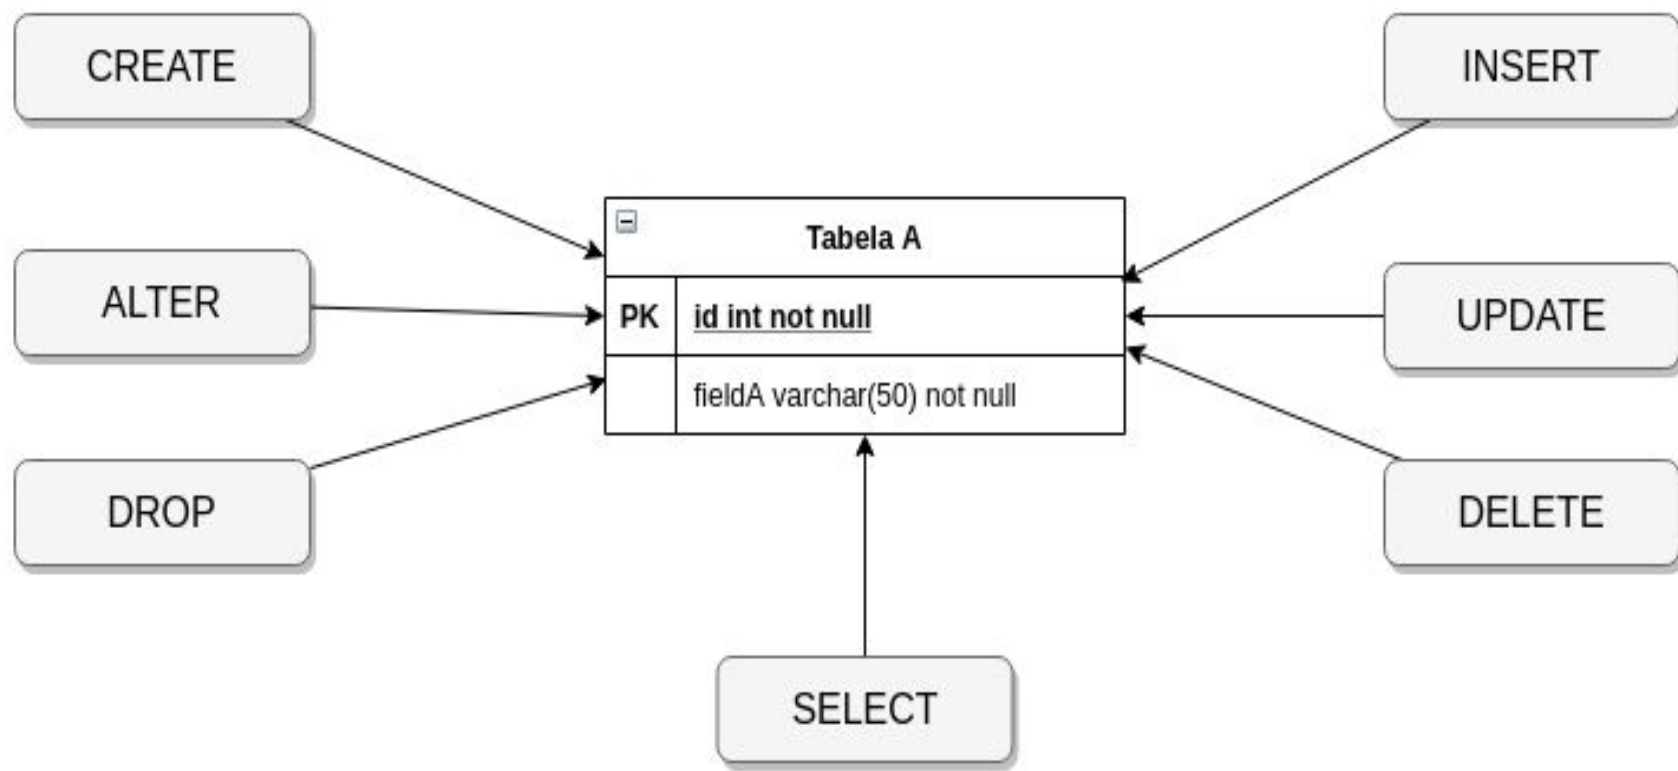 CREATE
INSERT
Tabela A
ALTER
PK
id int not null
UPDATE
fieldA varchar(50) not null
DROP
DELETE
SELECT